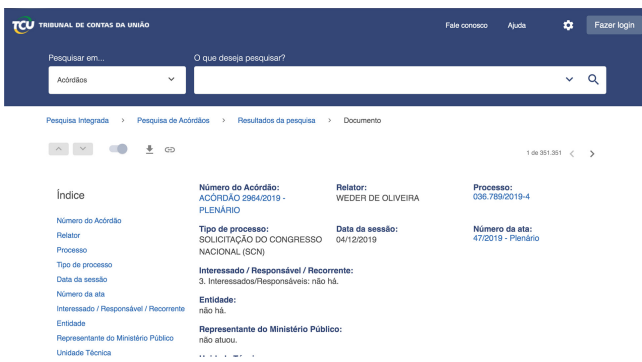 TCU TRIBUNAL DE CONTAS DA UNIÃO
Fale conosco
Ajuda
Fazer login
Pesquisar em...
O que deseja pesquisar?
Acórdãos
Pesquisa Integrada > Pesquisa de Acórdãos > Resultados da pesquisa > Documento
1 de 351.351
Índice
Número do Acórdão
Relator
Processo
Tipo de processo
Data da sessão
Número da ata
Interessado / Responsável / Recorrente
Entidade
Representante do Ministério Público
Unidade Técnica
Número do Acórdão:
ACÓRDÃO 2964/2019 -
PLENÁRIO
Relator:
WEDER DE OLIVEIRA
Processo:
036.789/2019-4
Tipo de processo:
SOLICITAÇÃO DO CONGRESSO
NACIONAL (SCN)
Data da sessão:
04/12/2019
Número da ata:
47/2019 - Plenário
Interessado / Responsável / Recorrente:
3. Interessados/Responsáveis: não há.
Entidade:
não há.
Representante do Ministério Público:
não atuou.